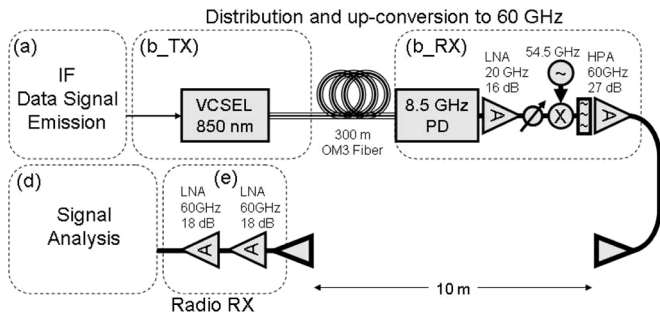 Distribution and up-conversion to 60 GHz
(a)
IF
Data Signal
Emission
(b_TX)
VCSEL
850 nm
300 m
OM3 Fiber
(b_RX)
8.5 GHz
PD
LNA
20 GHz
16 dB
A
54.5 GHz
~
X
~
~
~
HPA
60GHz
27 dB
A
(d)
Signal
Analysis
(e)
LNA
60GHz
18 dB
A
LNA
60GHz
18 dB
A
Radio RX
10 m